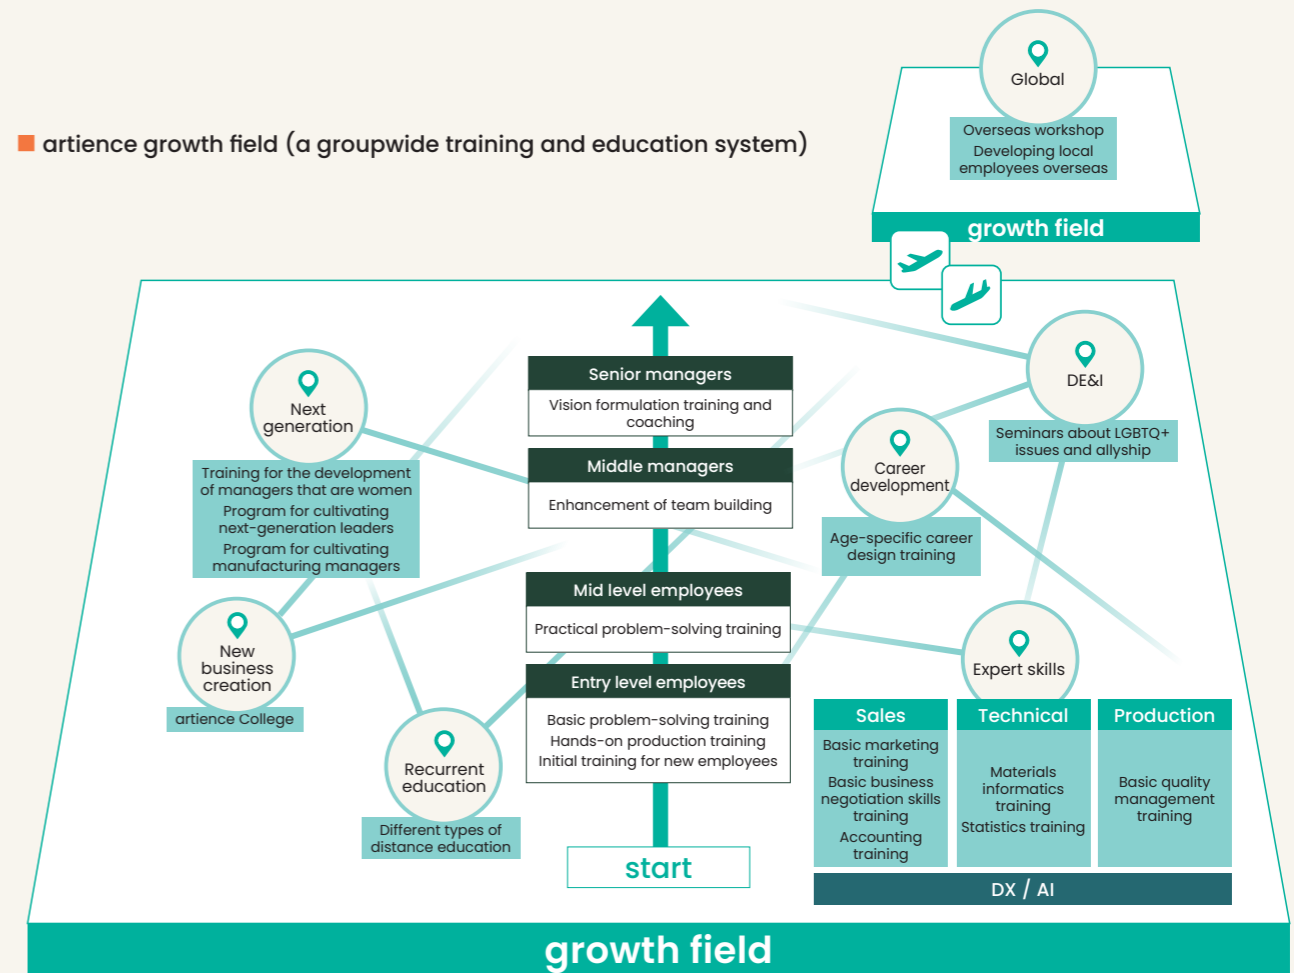 artience growth field (a groupwide training and education system)
Global
Overseas workshop
Developing local
employees overseas
growth field
Senior managers
Vision formulation training and
coaching
Middle managers
Enhancement of team building
Mid level employees
Practical problem-solving training
Entry level employees
Basic problem-solving training
Hands-on production training
Initial training for new employees
start
Next
generation
Training for the development
of managers that are women
Program for cultivating
next-generation leaders
Program for cultivating
manufacturing managers
New
business
creation
artience College
Recurrent
education
Different types of
distance education
DE&I
Seminars about LGBTQ+
issues and allyship
Career
development
Age-specific career
design training
Expert skills
Sales
Basic marketing
training
Basic business
negotiation skills
training
Accounting
training
Technical
Materials
informatics
training
Statistics training
Production
Basic quality
management
training
DX / AI
growth field